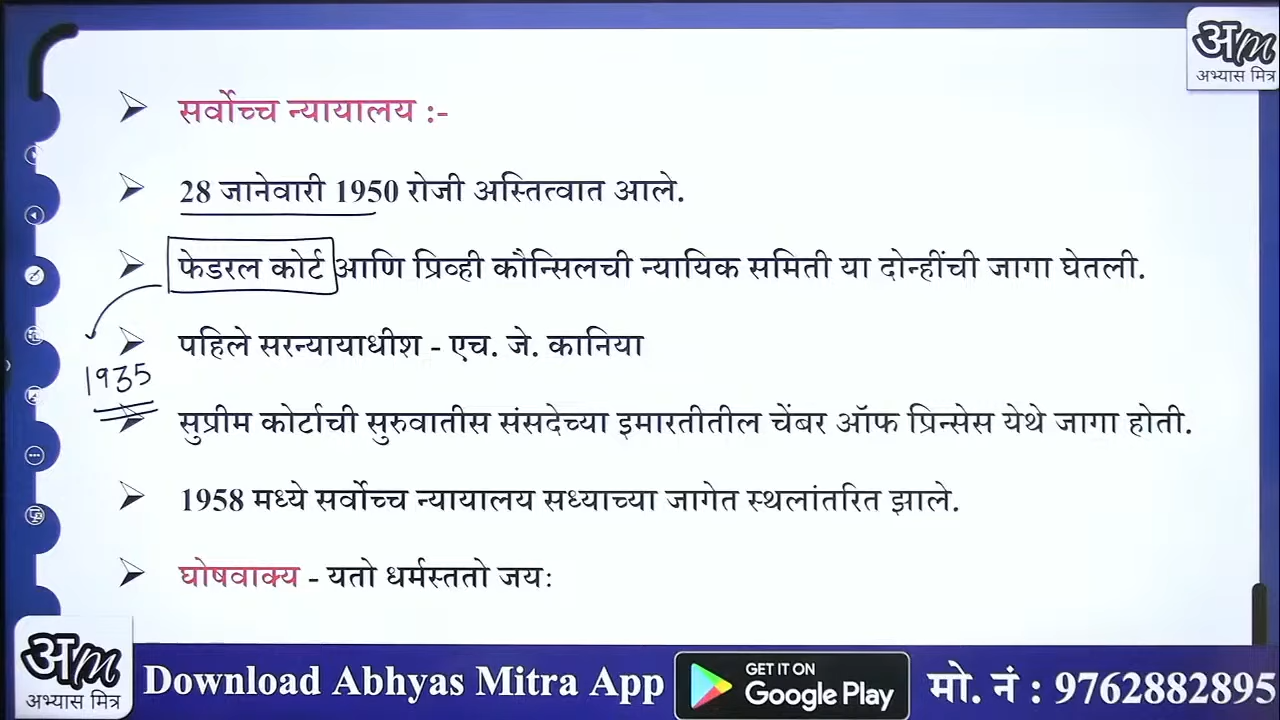 अm
अभ्यास मित्र
सर्वोच्च न्यायालय :-
28 जानेवारी 1950 रोजी अस्तित्वात आले.
फेडरल कोर्ट आणि प्रिव्ही कौन्सिलची न्यायिक समिती या दोन्हींची जागा घेतली.
पहिले सरन्यायाधीश - एच. जे. कानिया
1935
सुप्रीम कोर्टाची सुरुवातीस संसदेच्या इमारतीतील चेंबर ऑफ प्रिन्सेस येथे जागा होती.
1958 मध्ये सर्वोच्च न्यायालय सध्याच्या जागेत स्थलांतरित झाले.
घोषवाक्य - यतो धर्मस्ततो जय:
अm
अभ्यास मित्र
Download Abhyas Mitra App
GET IT ON
Google Play
मो. नं : 9762882895